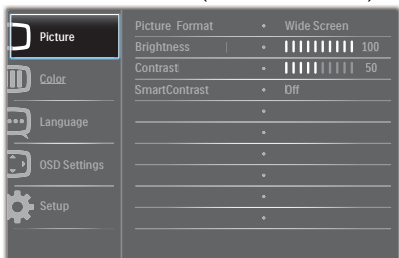 Picture
Color
Language
OSD Settings
Setup
Picture Format • Wide Screen
Brightness • 100
Contrast • 50
SmartContrast • Off
•
•
•
•
•
•